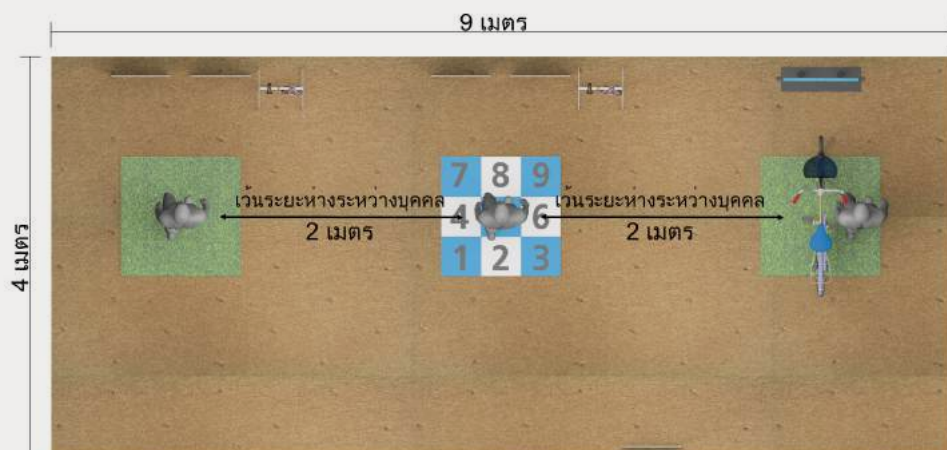 9 เมตร
4 เมตร
7 8 9
เว้นระยะห่างระหว่างบุคคล
2 เมตร
4 6
เว้นระยะห่างระหว่างบุคคล
2 เมตร
1 2 3